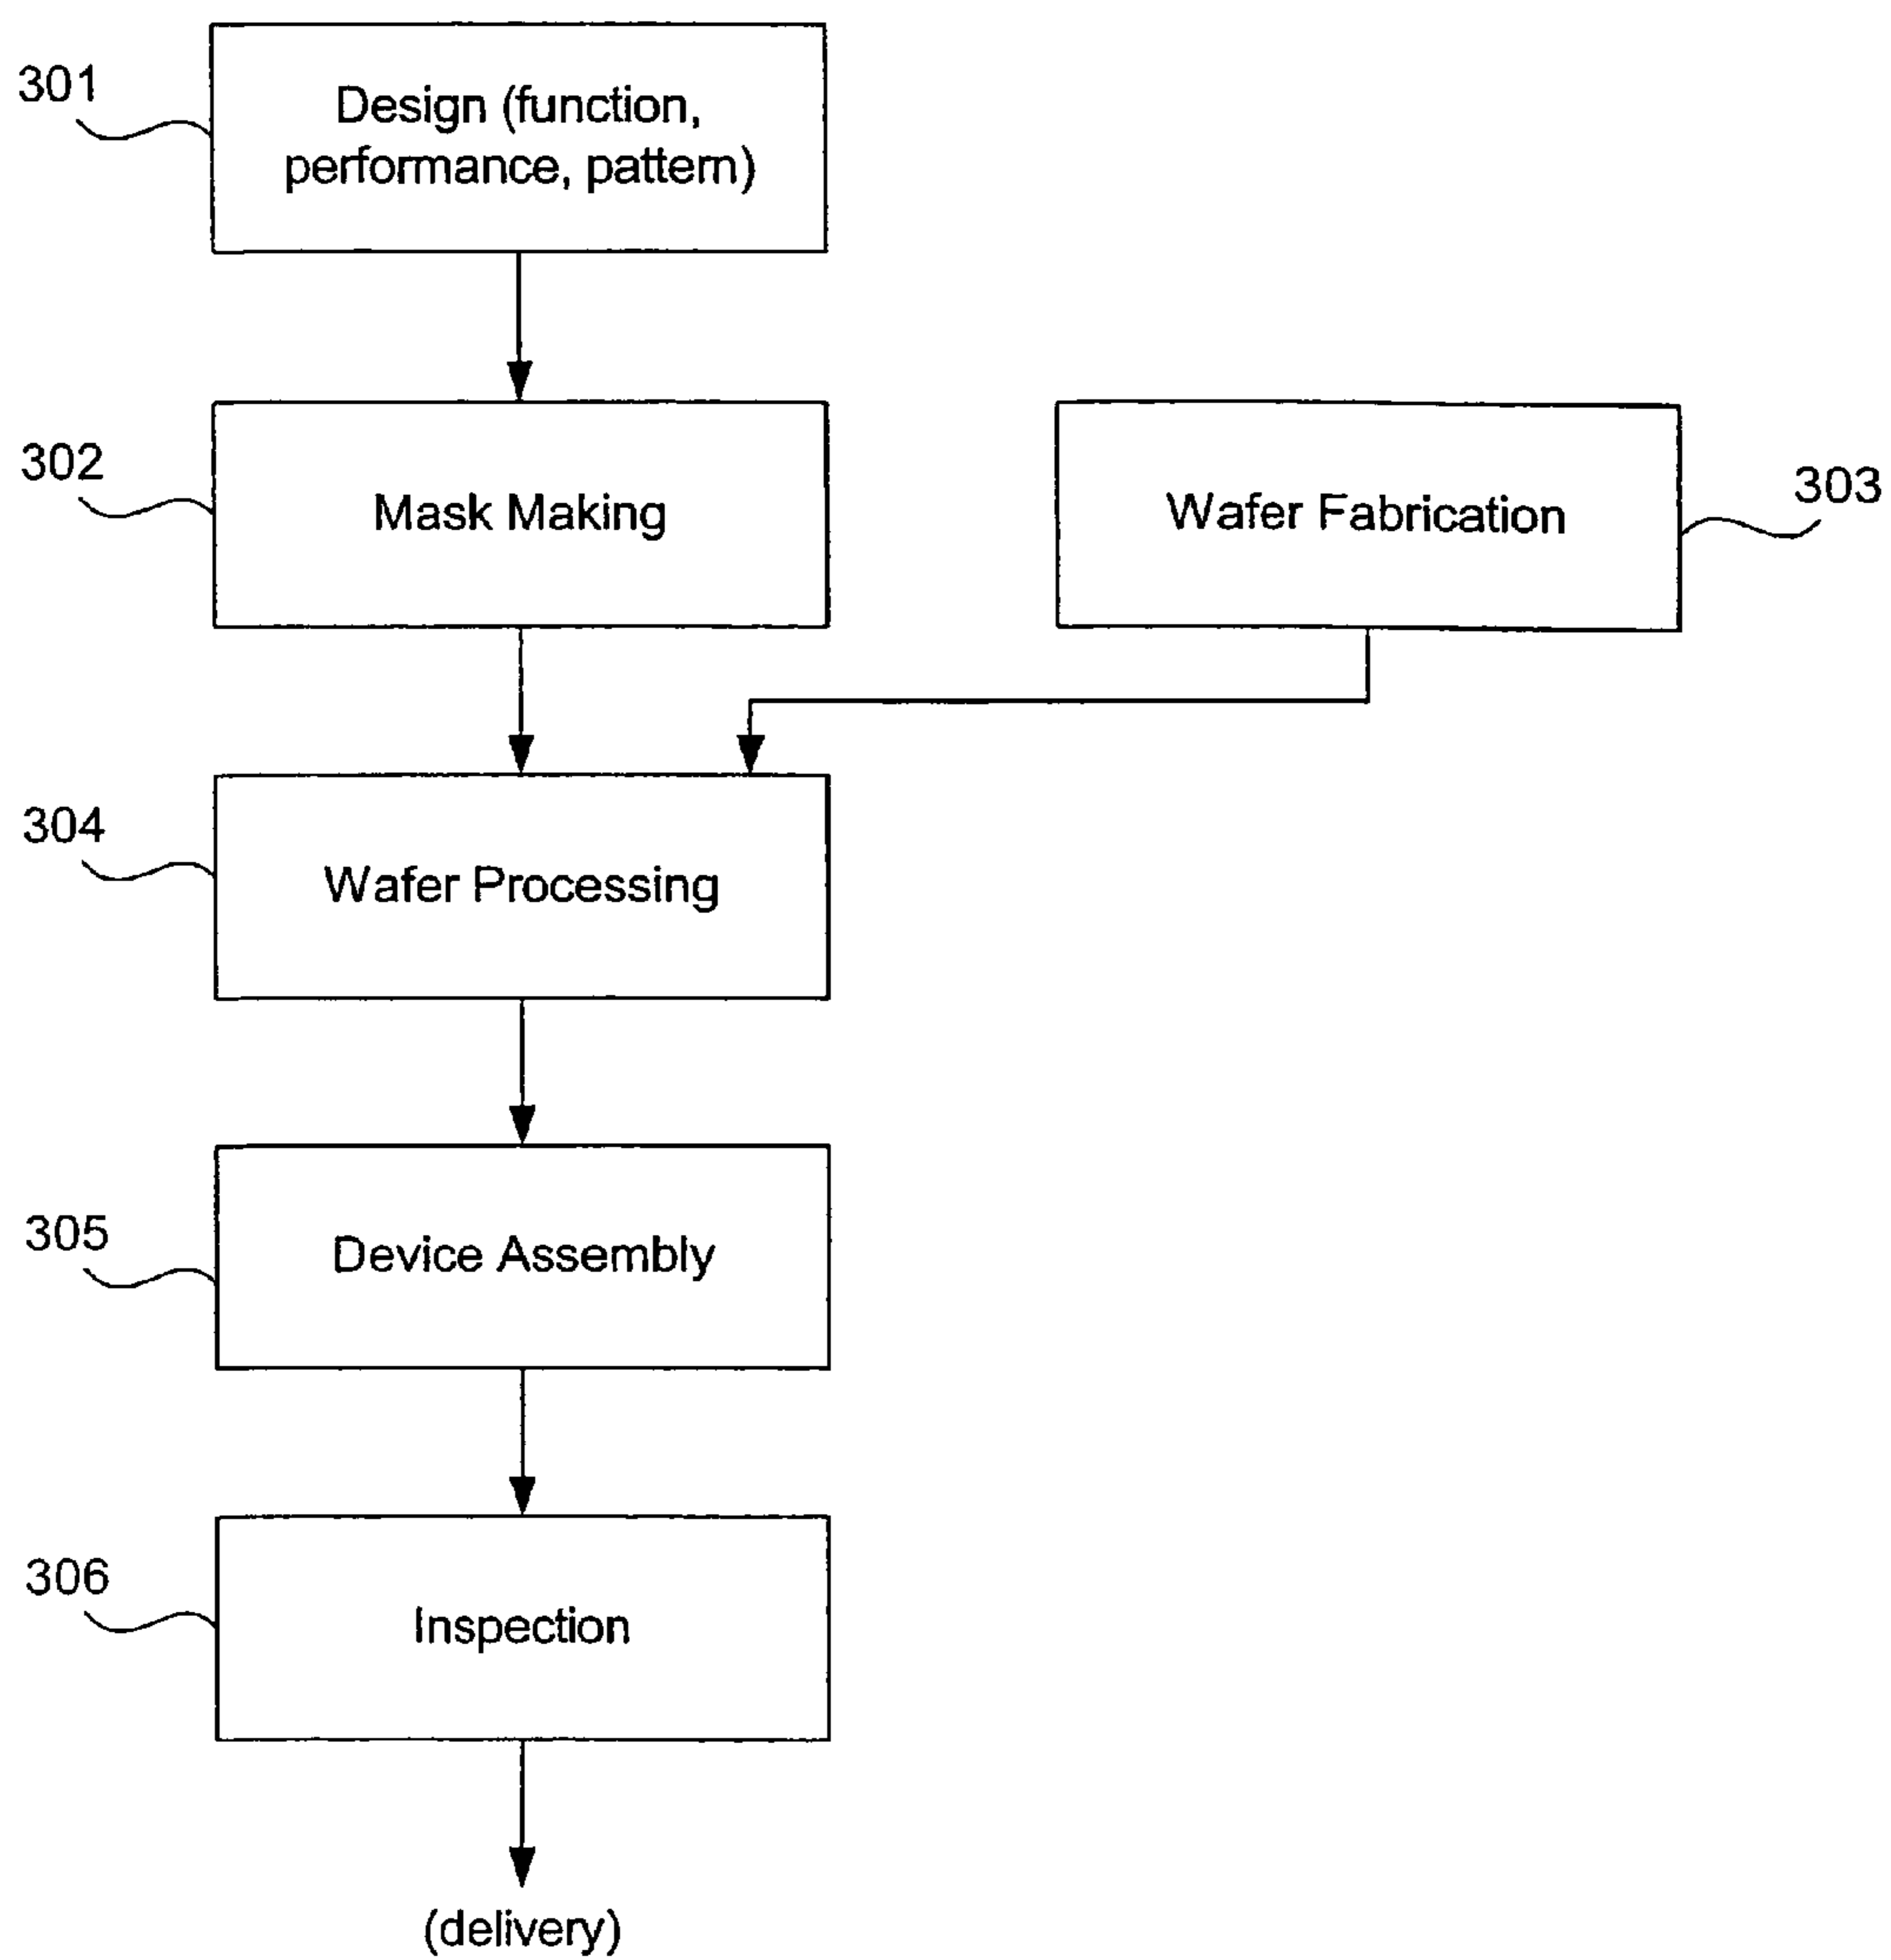 301
Design (function,
performance, pattern)
302
Mask Making
Wafer Fabrication
303
304
Wafer Processing
305
Device Assembly
306
Inspection
(delivery)